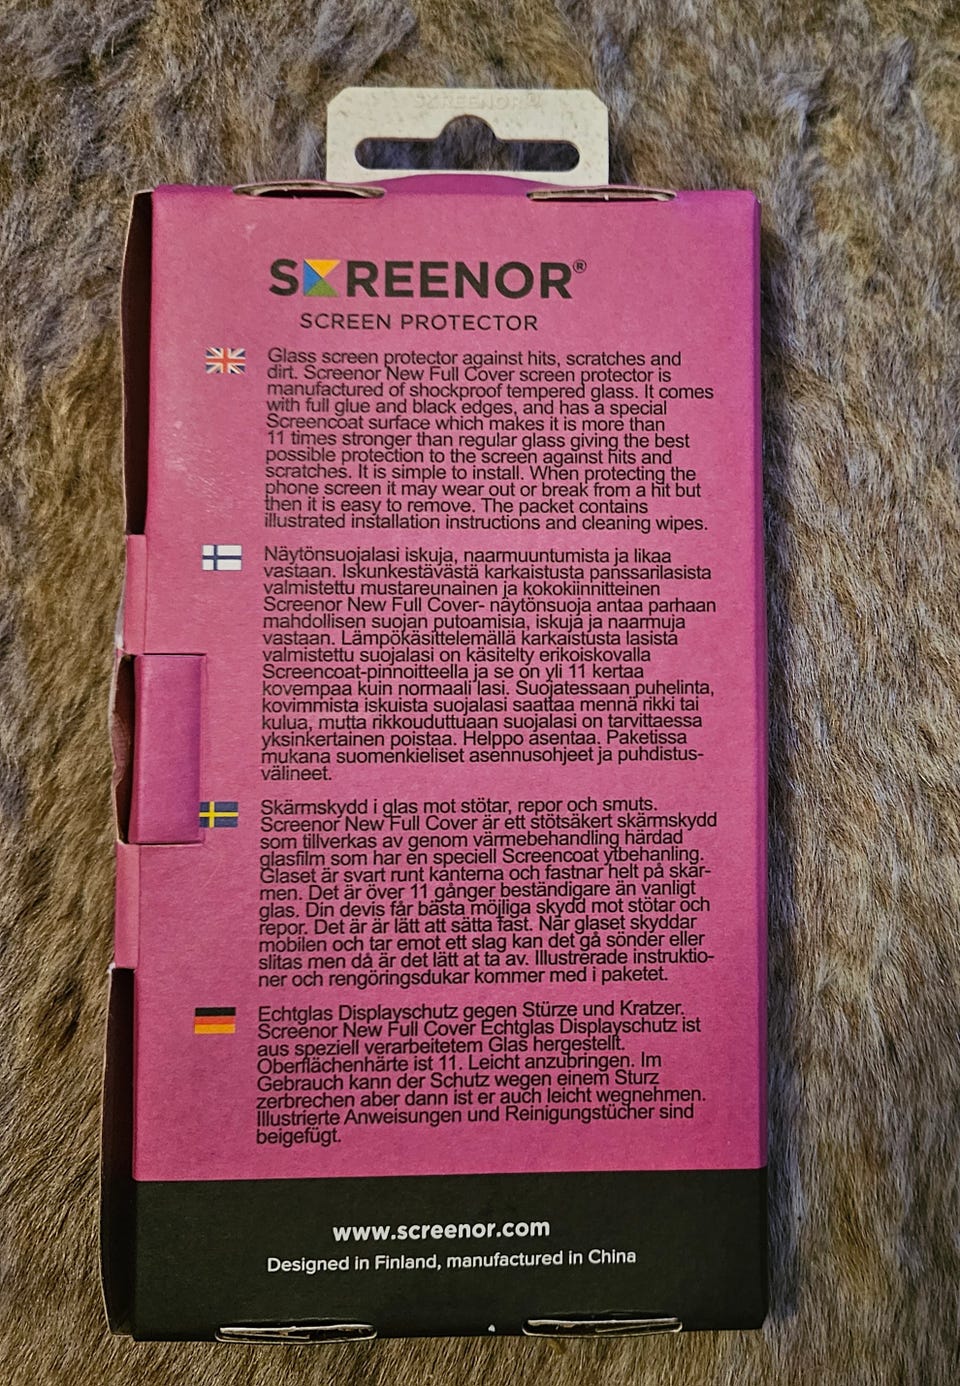 SCREENOR®
SCREENOR®
SCREEN PROTECTOR
Glass screen protector against hits, scratches and
dirt. Screenor New Full Cover screen protector is
manufactured of shockproof tempered glass. It comes
with full glue and black edges, and has a special
Screencoat surface which makes it is more than
11 times stronger than regular glass giving the best
possible protection to the screen against hits and
scratches. It is simple to install. When protecting the
phone screen it may wear out or break from a hit but
then it is easy to remove. The packet contains
illustrated installation instructions and cleaning wipes.
Näytönsuojalasi iskuja, naarmuuntumista ja likaa
vastaan. Iskunkestävästä karkaistusta panssarilasista
valmistettu mustareunainen ja kokokiinnitteinen
Screenor New Full Cover- näytönsuoja antaa parhaan
mahdollisen suojan putoamisia, iskuja ja naarmuja
vastaan. Lämpökäsittelemällä karkaistusta lasista
valmistettu suojalasi on käsitelty erikoiskovalla
Screencoat-pinnoitteella ja se on yli 11 kertaa
kovempaa kuin normaali lasi. Suojatessaan puhelinta,
kovimmista iskuista suojalasi saattaa mennä rikki tai
kulua, mutta rikkouduttuaan suojalasi on tarvittaessa
yksinkertainen poistaa. Helppo asentaa. Paketissa
mukana suomenkieliset asennusohjeet ja puhdistus-
välineet.
Skärmskydd i glas mot stötar, repor och smuts.
Screenor New Full Cover är ett stötsäkert skärmskydd
som tillverkas av genom värmebehandling härdad
glasfilm som har en speciell Screencoat ytbehanling.
Glaset är svart runt kanterna och fastnar helt på skär-
men. Det är över 11 gånger beständigare än vanligt
glas. Din devis får bästa möjliga skydd mot stötar och
repor. Det är är lätt att sätta fast. När glaset skyddar
mobilen och tar emot ett slag kan det gå sönder eller
slitas men då är det lätt at ta av. Illustrerade instruktio-
ner och rengöringsdukar kommer med i paketet.
Echtglas Displayschutz gegen Stürze und Kratzer.
Screenor New Full Cover Echtglas Displayschutz ist
aus speziell verarbeitetem Glas hergestellt.
Oberflächenhärte ist 11. Leicht anzubringen. Im
Gebrauch kann der Schutz wegen einem Sturz
zerbrechen aber dann ist er auch leicht wegnehmen.
Illustrierte Anweisungen und Reinigungstücher sind
beigefügt.
www.screenor.com
Designed in Finland, manufactured in China